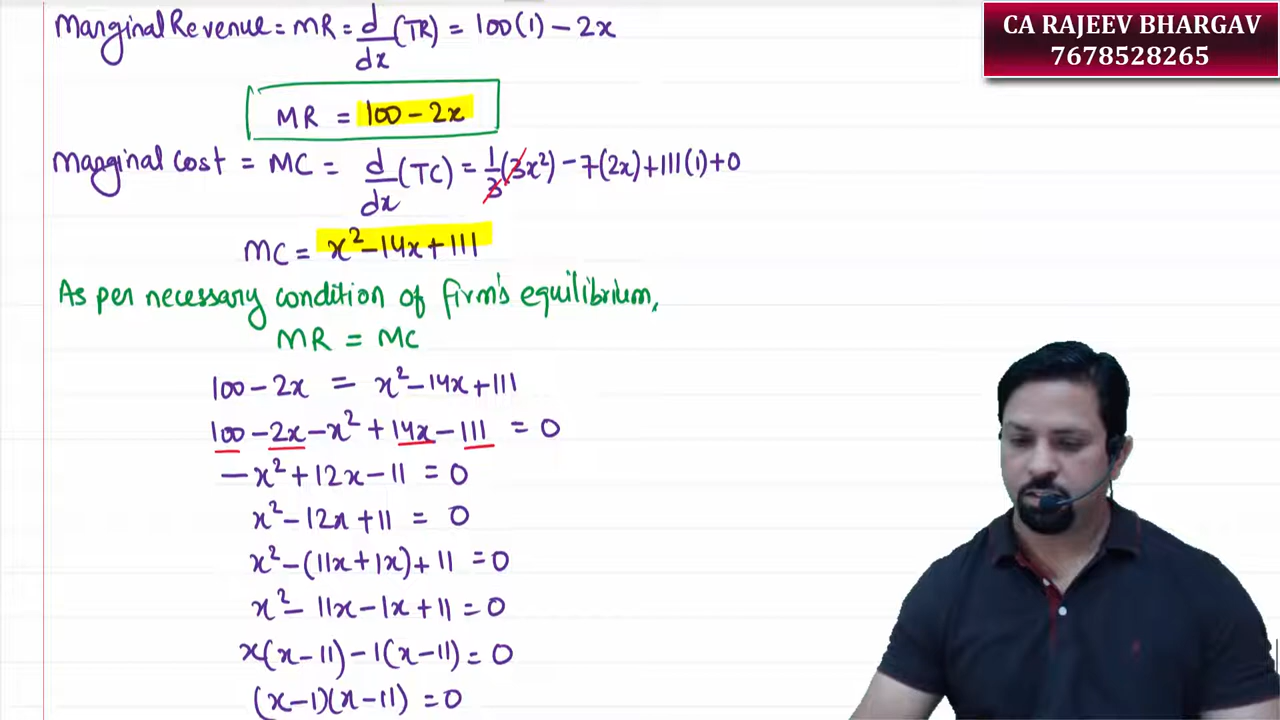 Marginal Revenue = MR = d/dx (TR) = 100(1) - 2x
CA RAJEEV BHARGAV
7678528265
MR = 100 - 2x
Marginal Cost = MC = d/dx (TC) = 1/3 (3x²) - 7(2x) + 111(1) + 0
MC = x² - 14x + 111
As per necessary condition of firm's equilibrium,
MR = MC
100 - 2x = x² - 14x + 111
100 - 2x - x² + 14x - 111 = 0
- x² + 12x - 11 = 0
x² - 12x + 11 = 0
x² - (11x + 1x) + 11 = 0
x² - 11x - 1x + 11 = 0
x(x - 11) - 1(x - 11) = 0
(x - 1)(x - 11) = 0